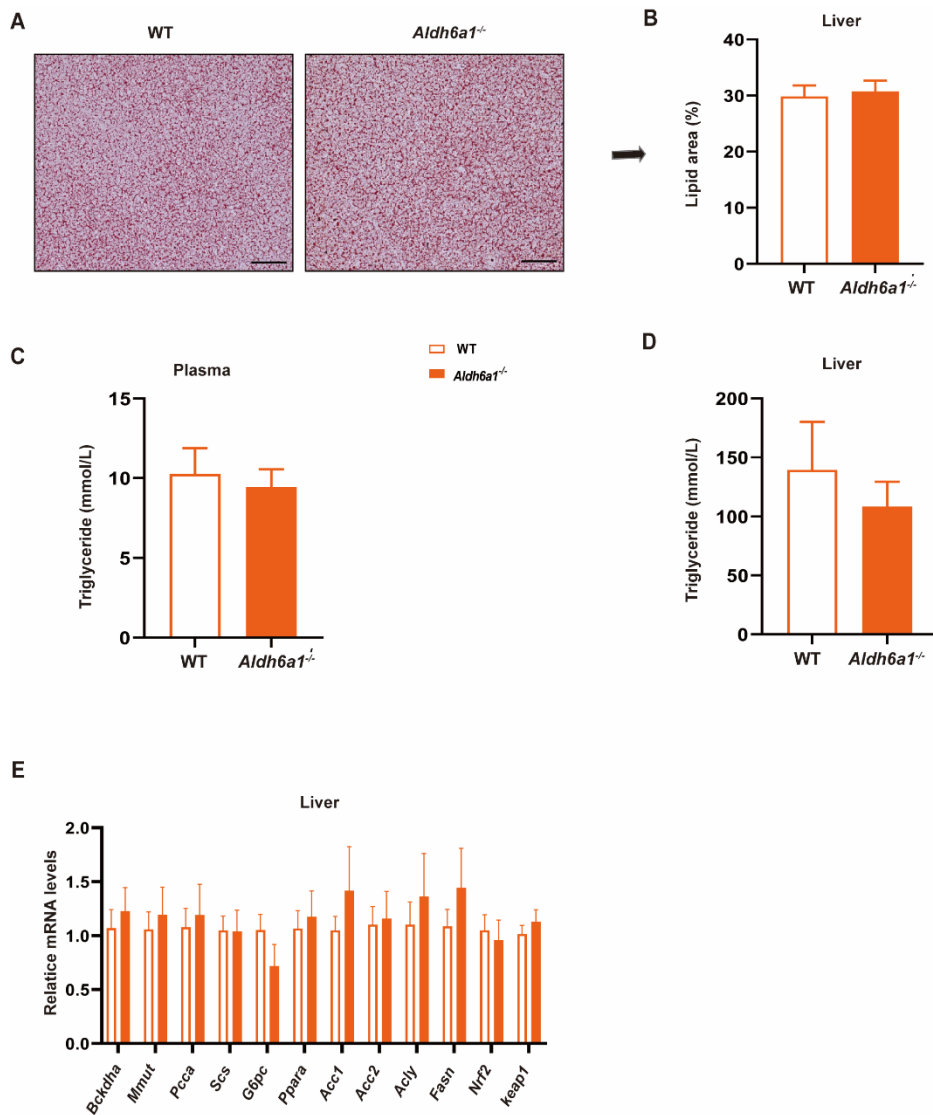 A
WT
Aldh6a1-/-
B
Liver
Lipid area (%)
40
30
20
10
0
WT
Aldh6a1-/-
C
Plasma
Triglyceride (mmol/L)
15
10
5
0
WT
Aldh6a1-/-
WT
Aldh6a1-/-
D
Liver
Triglyceride (mmol/L)
200
150
100
50
0
WT
Aldh6a1-/-
E
Liver
Relatice mRNA levels
2.0
1.5
1.0
0.5
0.0
Bckdha
Mmut
Pcca
Scs
G6pc
Ppara
Acc1
Acc2
Acly
Fasn
Nrf2
keap1